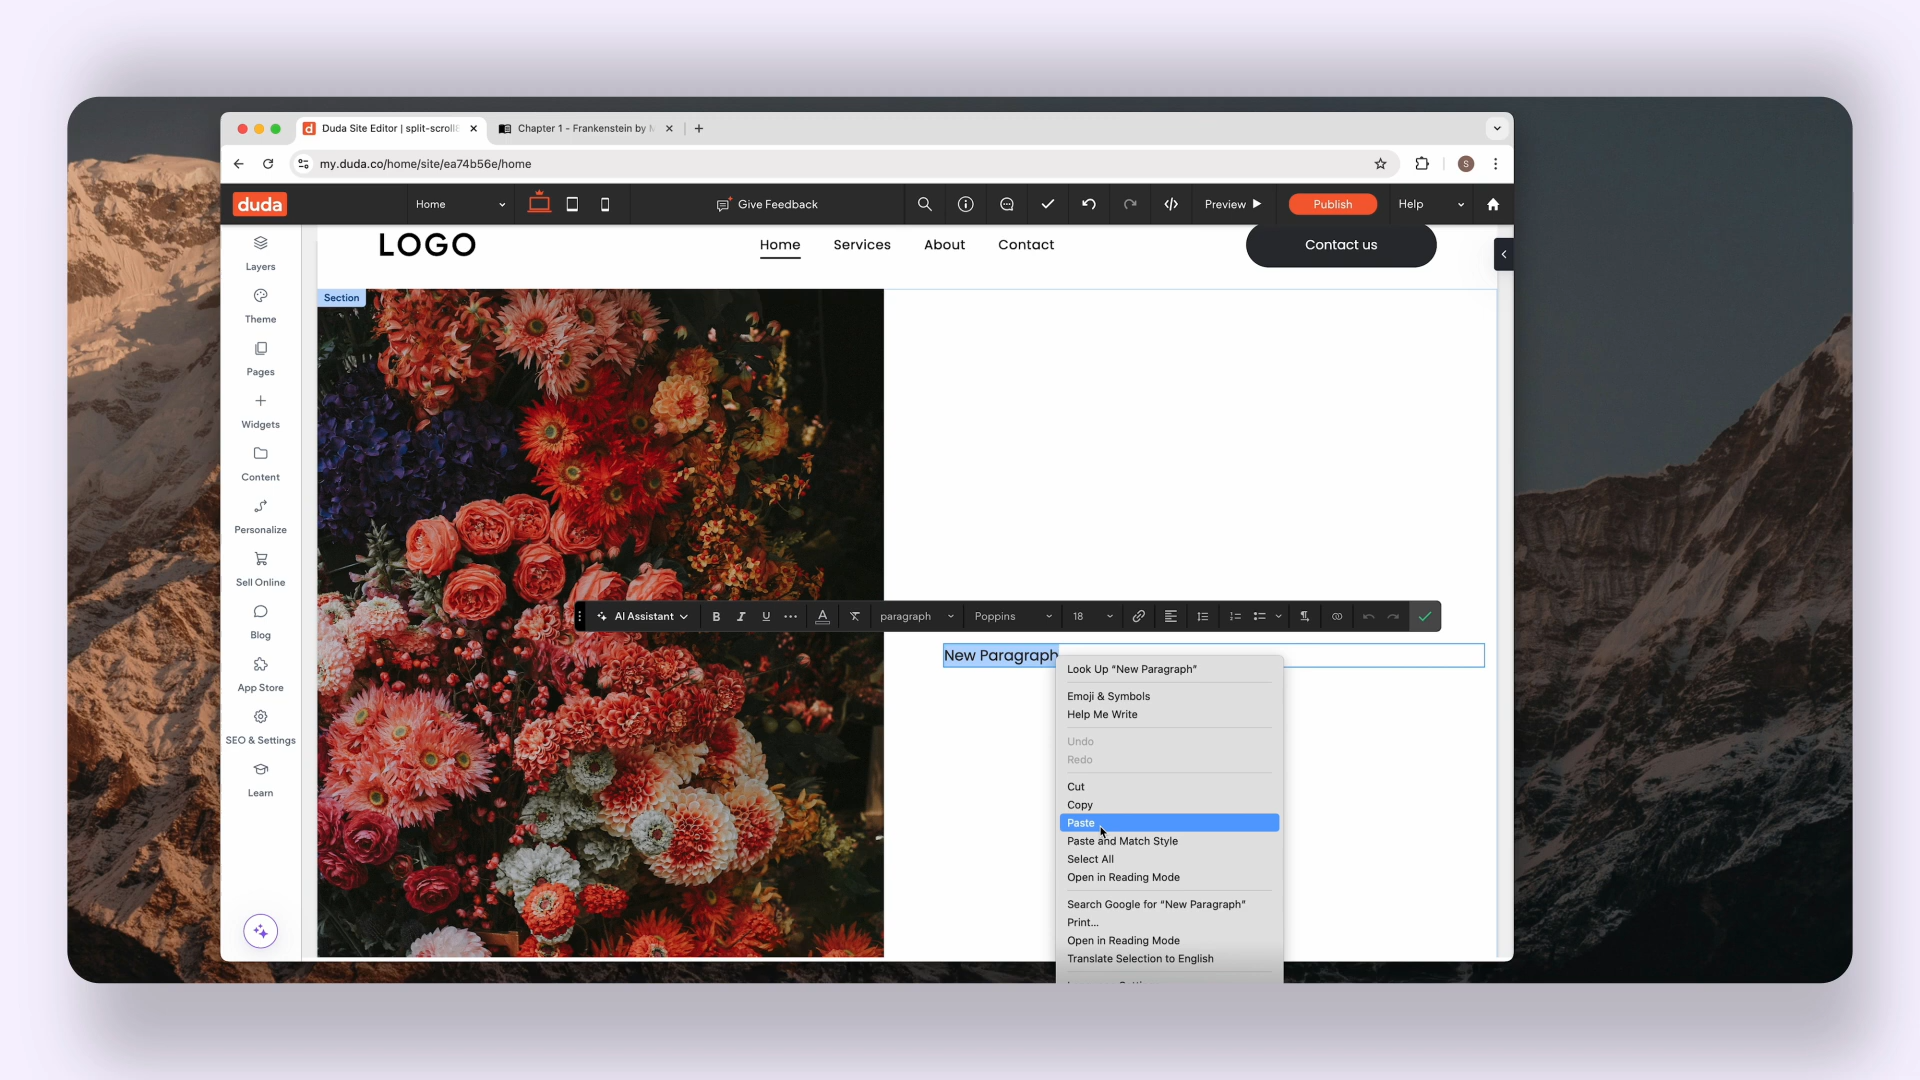 Duda Site Editor | split-scroll
Chapter 1 - Frankenstein by
my.duda.co/home/site/ea74b56e/home
duda
Home
Give Feedback
Preview
Publish
Help
Layers
Theme
Pages
Widgets
Content
Personalize
Sell Online
Blog
App Store
SEO & Settings
Learn
LOGO
Home
Services
About
Contact
Contact us
Section
AI Assistant
B
I
U
A
paragraph
Poppins
18
New Paragraph
Look Up “New Paragraph”
Emoji & Symbols
Help Me Write
Undo
Redo
Cut
Copy
Paste
Paste and Match Style
Select All
Open in Reading Mode
Search Google for “New Paragraph”
Print...
Open in Reading Mode
Translate Selection to English